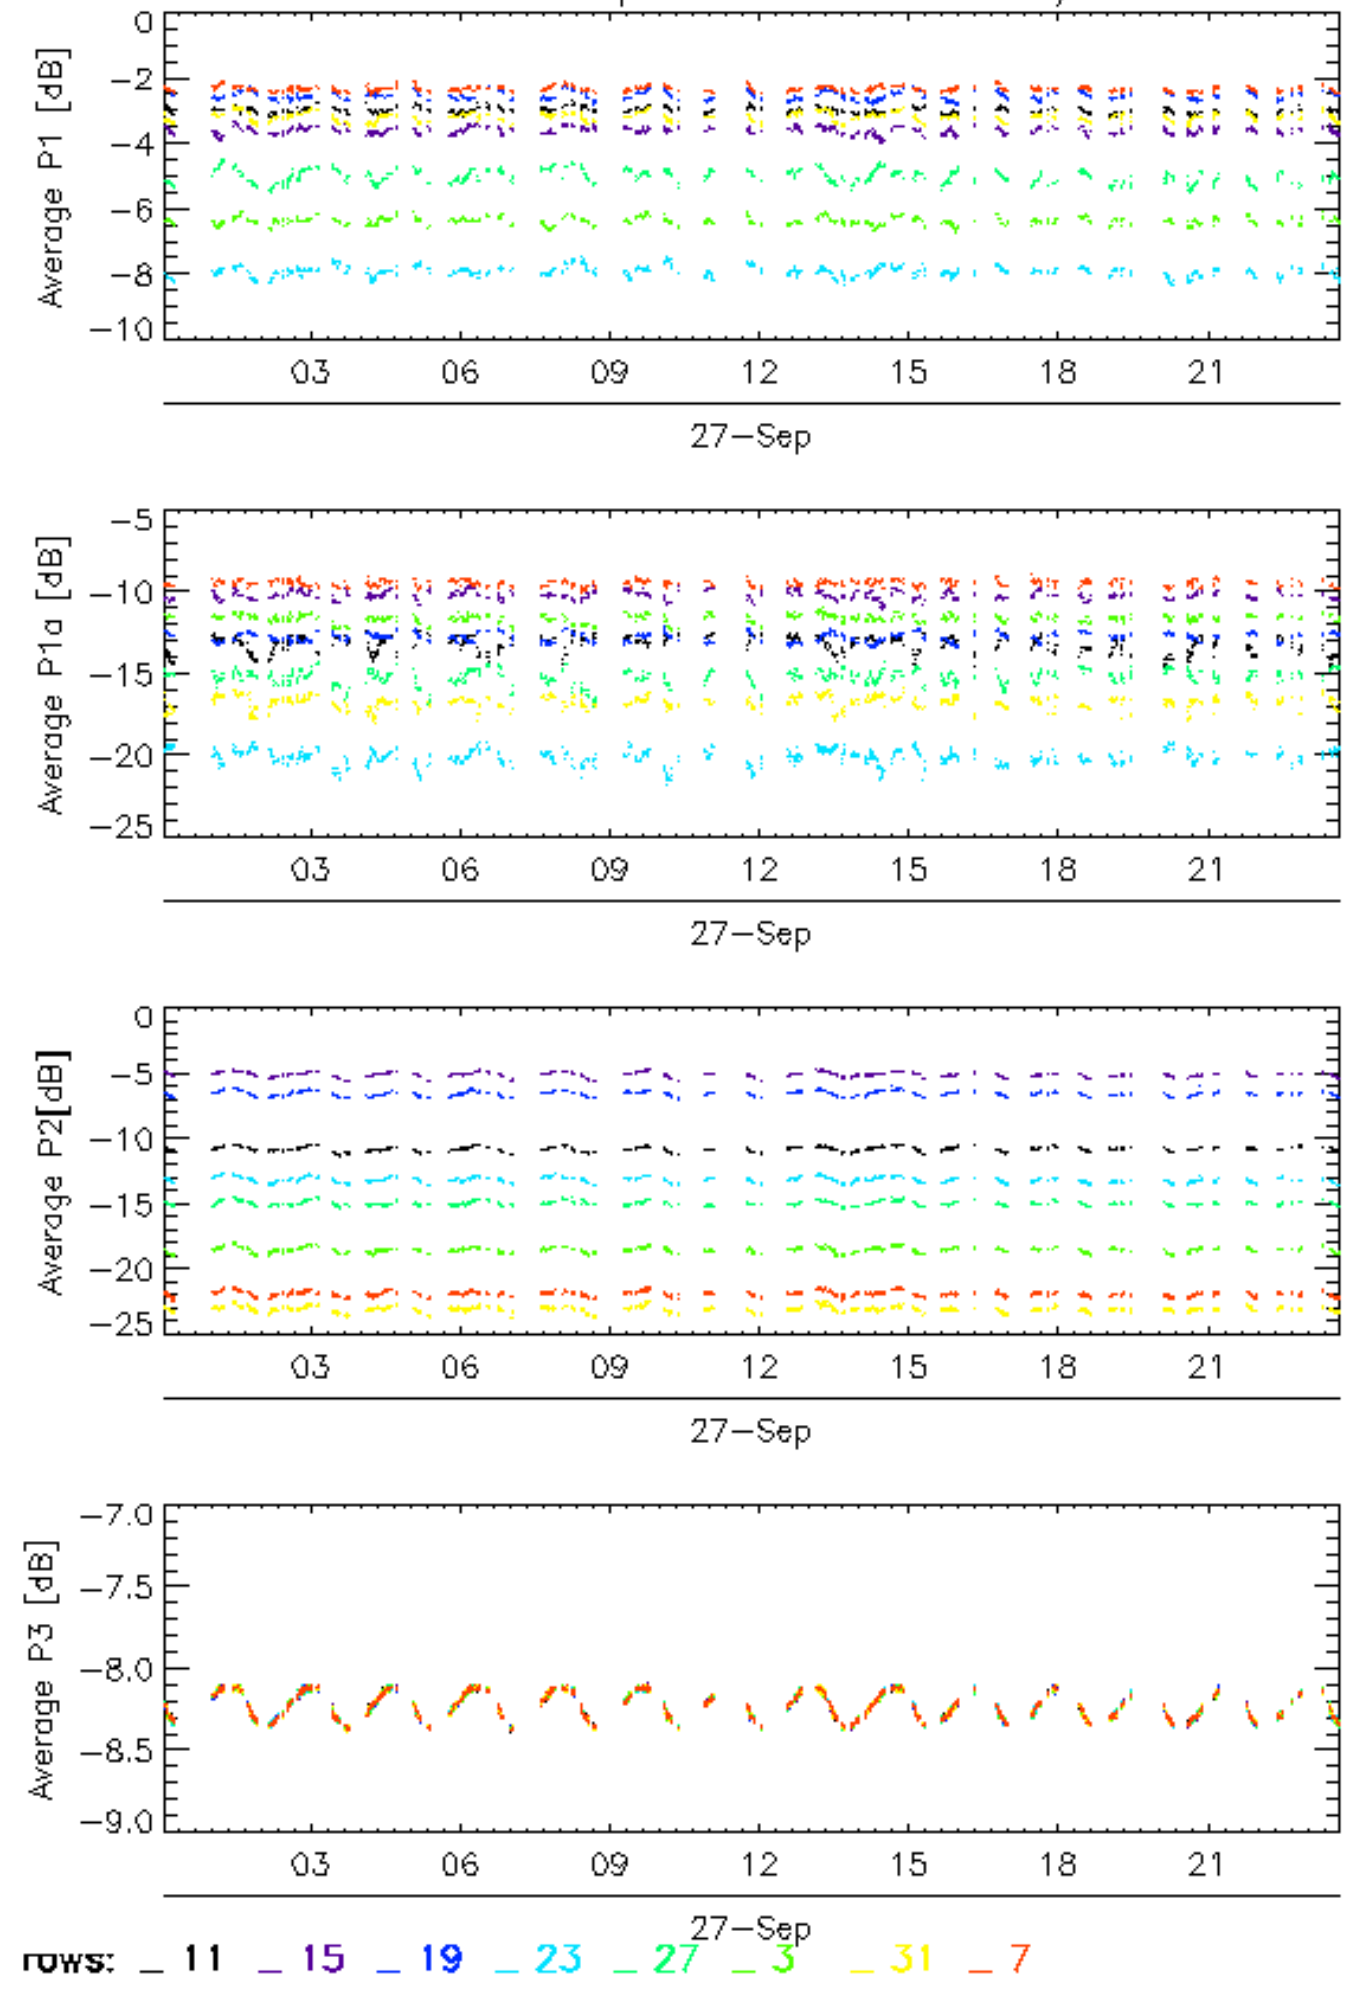 0
−2
−4
−6
−8
−10
Average P1 [dB]
03 06 09 12 15 18 21
27−Sep
−5
−10
−15
−20
−25
Average P1a [dB]
03 06 09 12 15 18 21
27−Sep
0
−5
−10
−15
−20
−25
Average P2[dB]
03 06 09 12 15 18 21
27−Sep
−7.0
−7.5
−8.0
−8.5
−9.0
Average P3 [dB]
03 06 09 12 15 18 21
27−Sep
rows: _ 11 _ 15 _ 19 _ 23 _ 27 _ 3 _ 31 _ 7